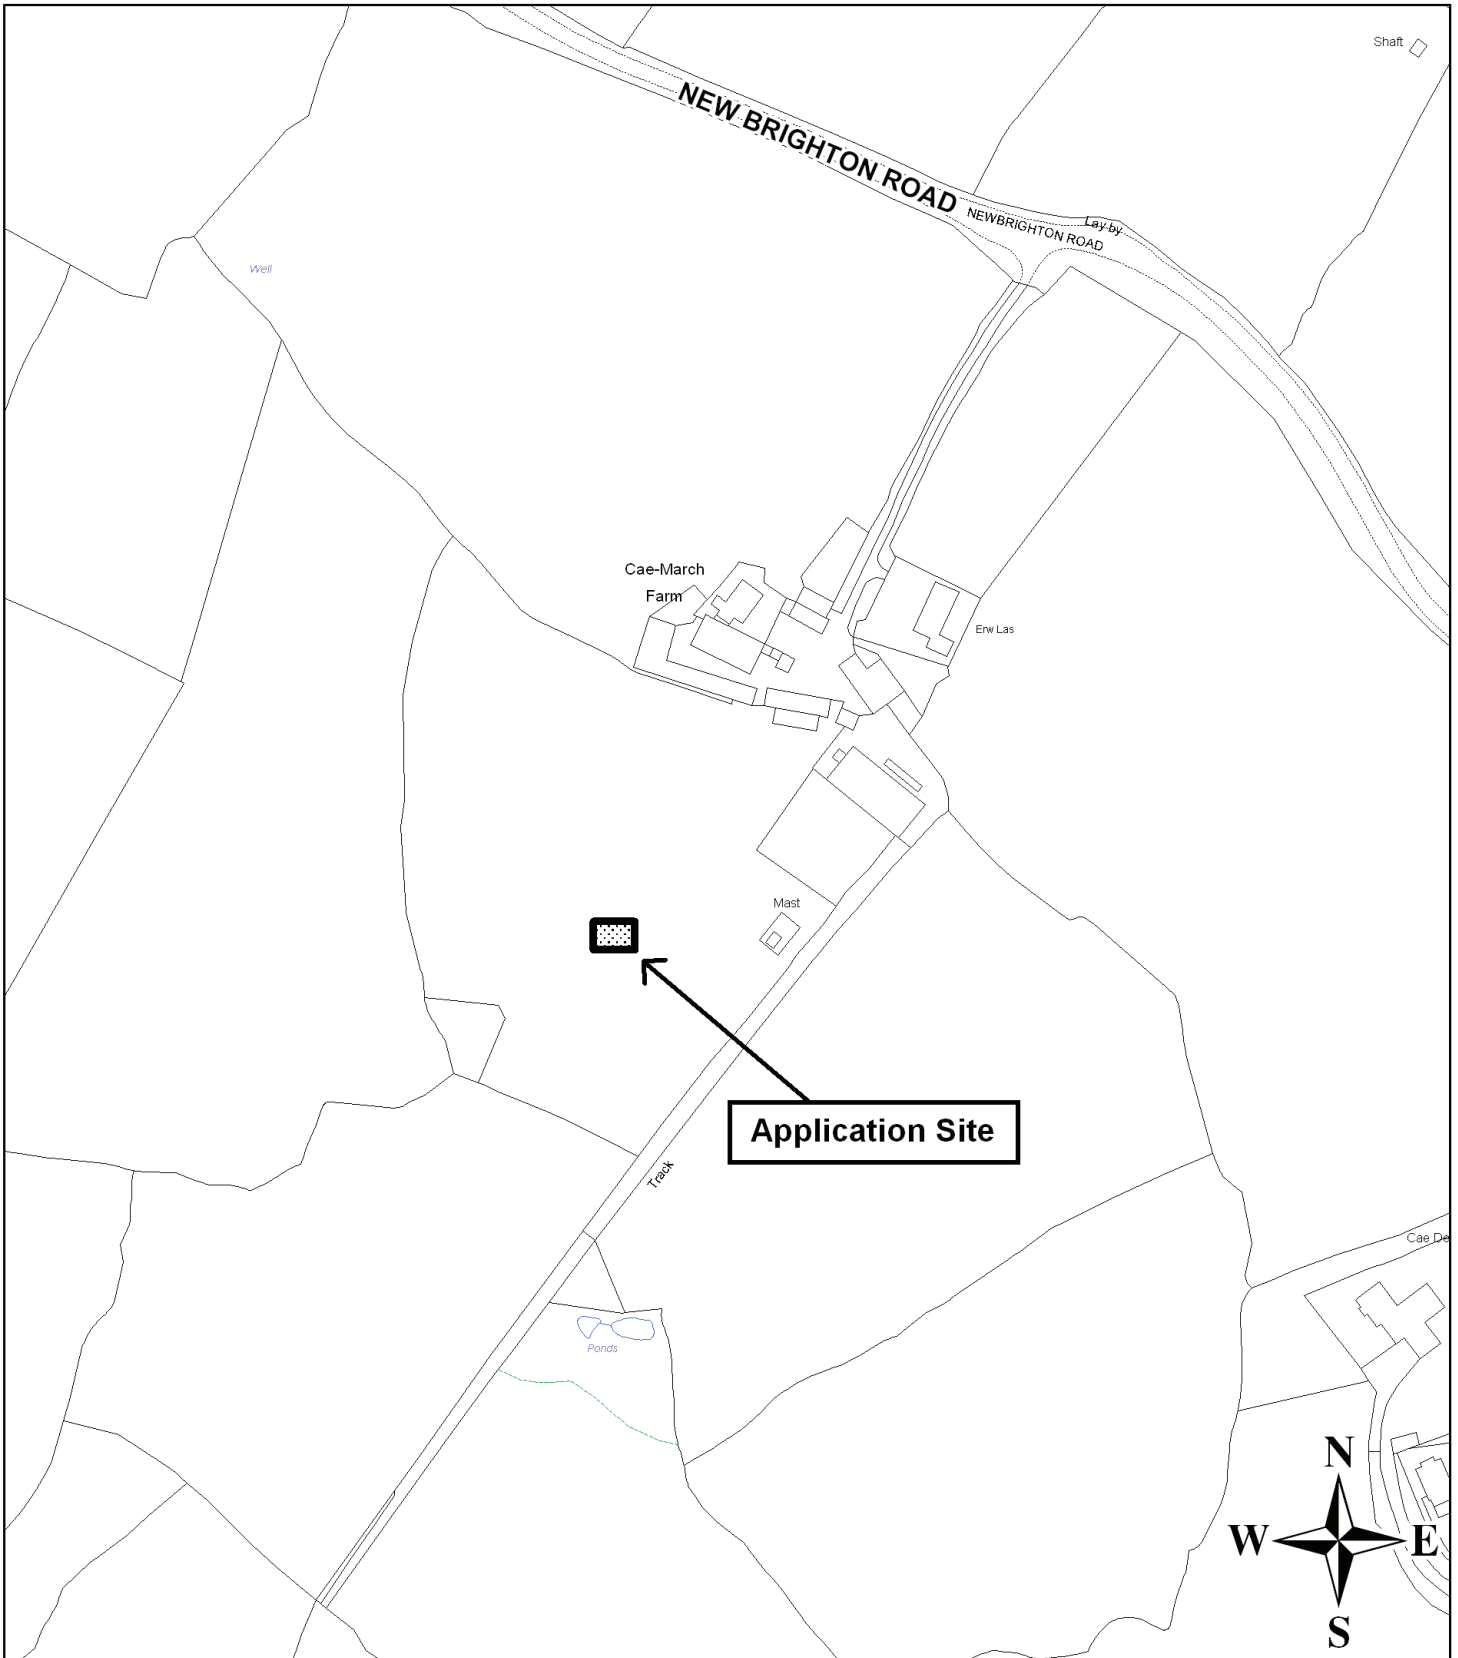 Shaft
NEW BRIGHTON ROAD
NEWBRIGHTON ROAD
Lay by
Well
Cae-March
Farm
Erw Las
Mast
Application Site
Track
Cae De
Ponds
N
W
E
S